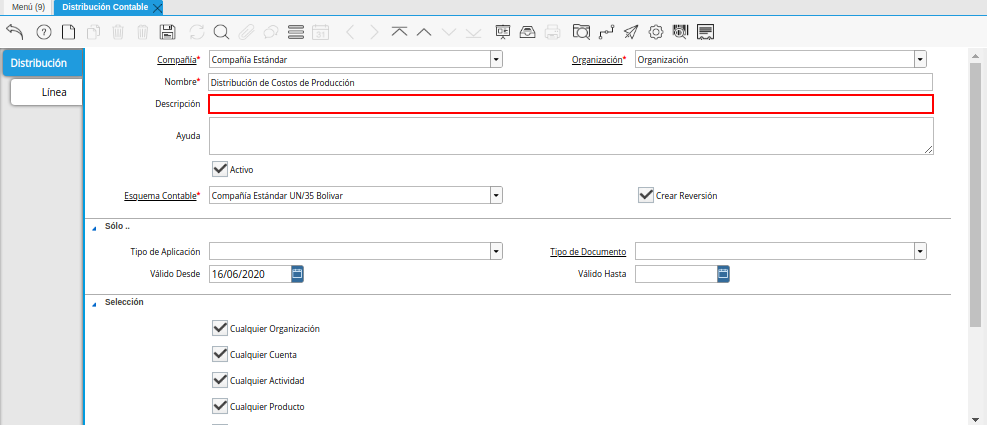 Menú (9) Distribución Contable
Distribución
Línea
Compañía* Compañía Estándar Organización* Organización
Nombre* Distribución de Costos de Producción
Descripción
Ayuda
Activo
Esquema Contable* Compañía Estándar UN/35 Bolivar Crear Reversión
Sólo ..
Tipo de Aplicación Tipo de Documento
Válido Desde 16/06/2020 Válido Hasta
Selección
Cualquier Organización
Cualquier Cuenta
Cualquier Actividad
Cualquier Producto